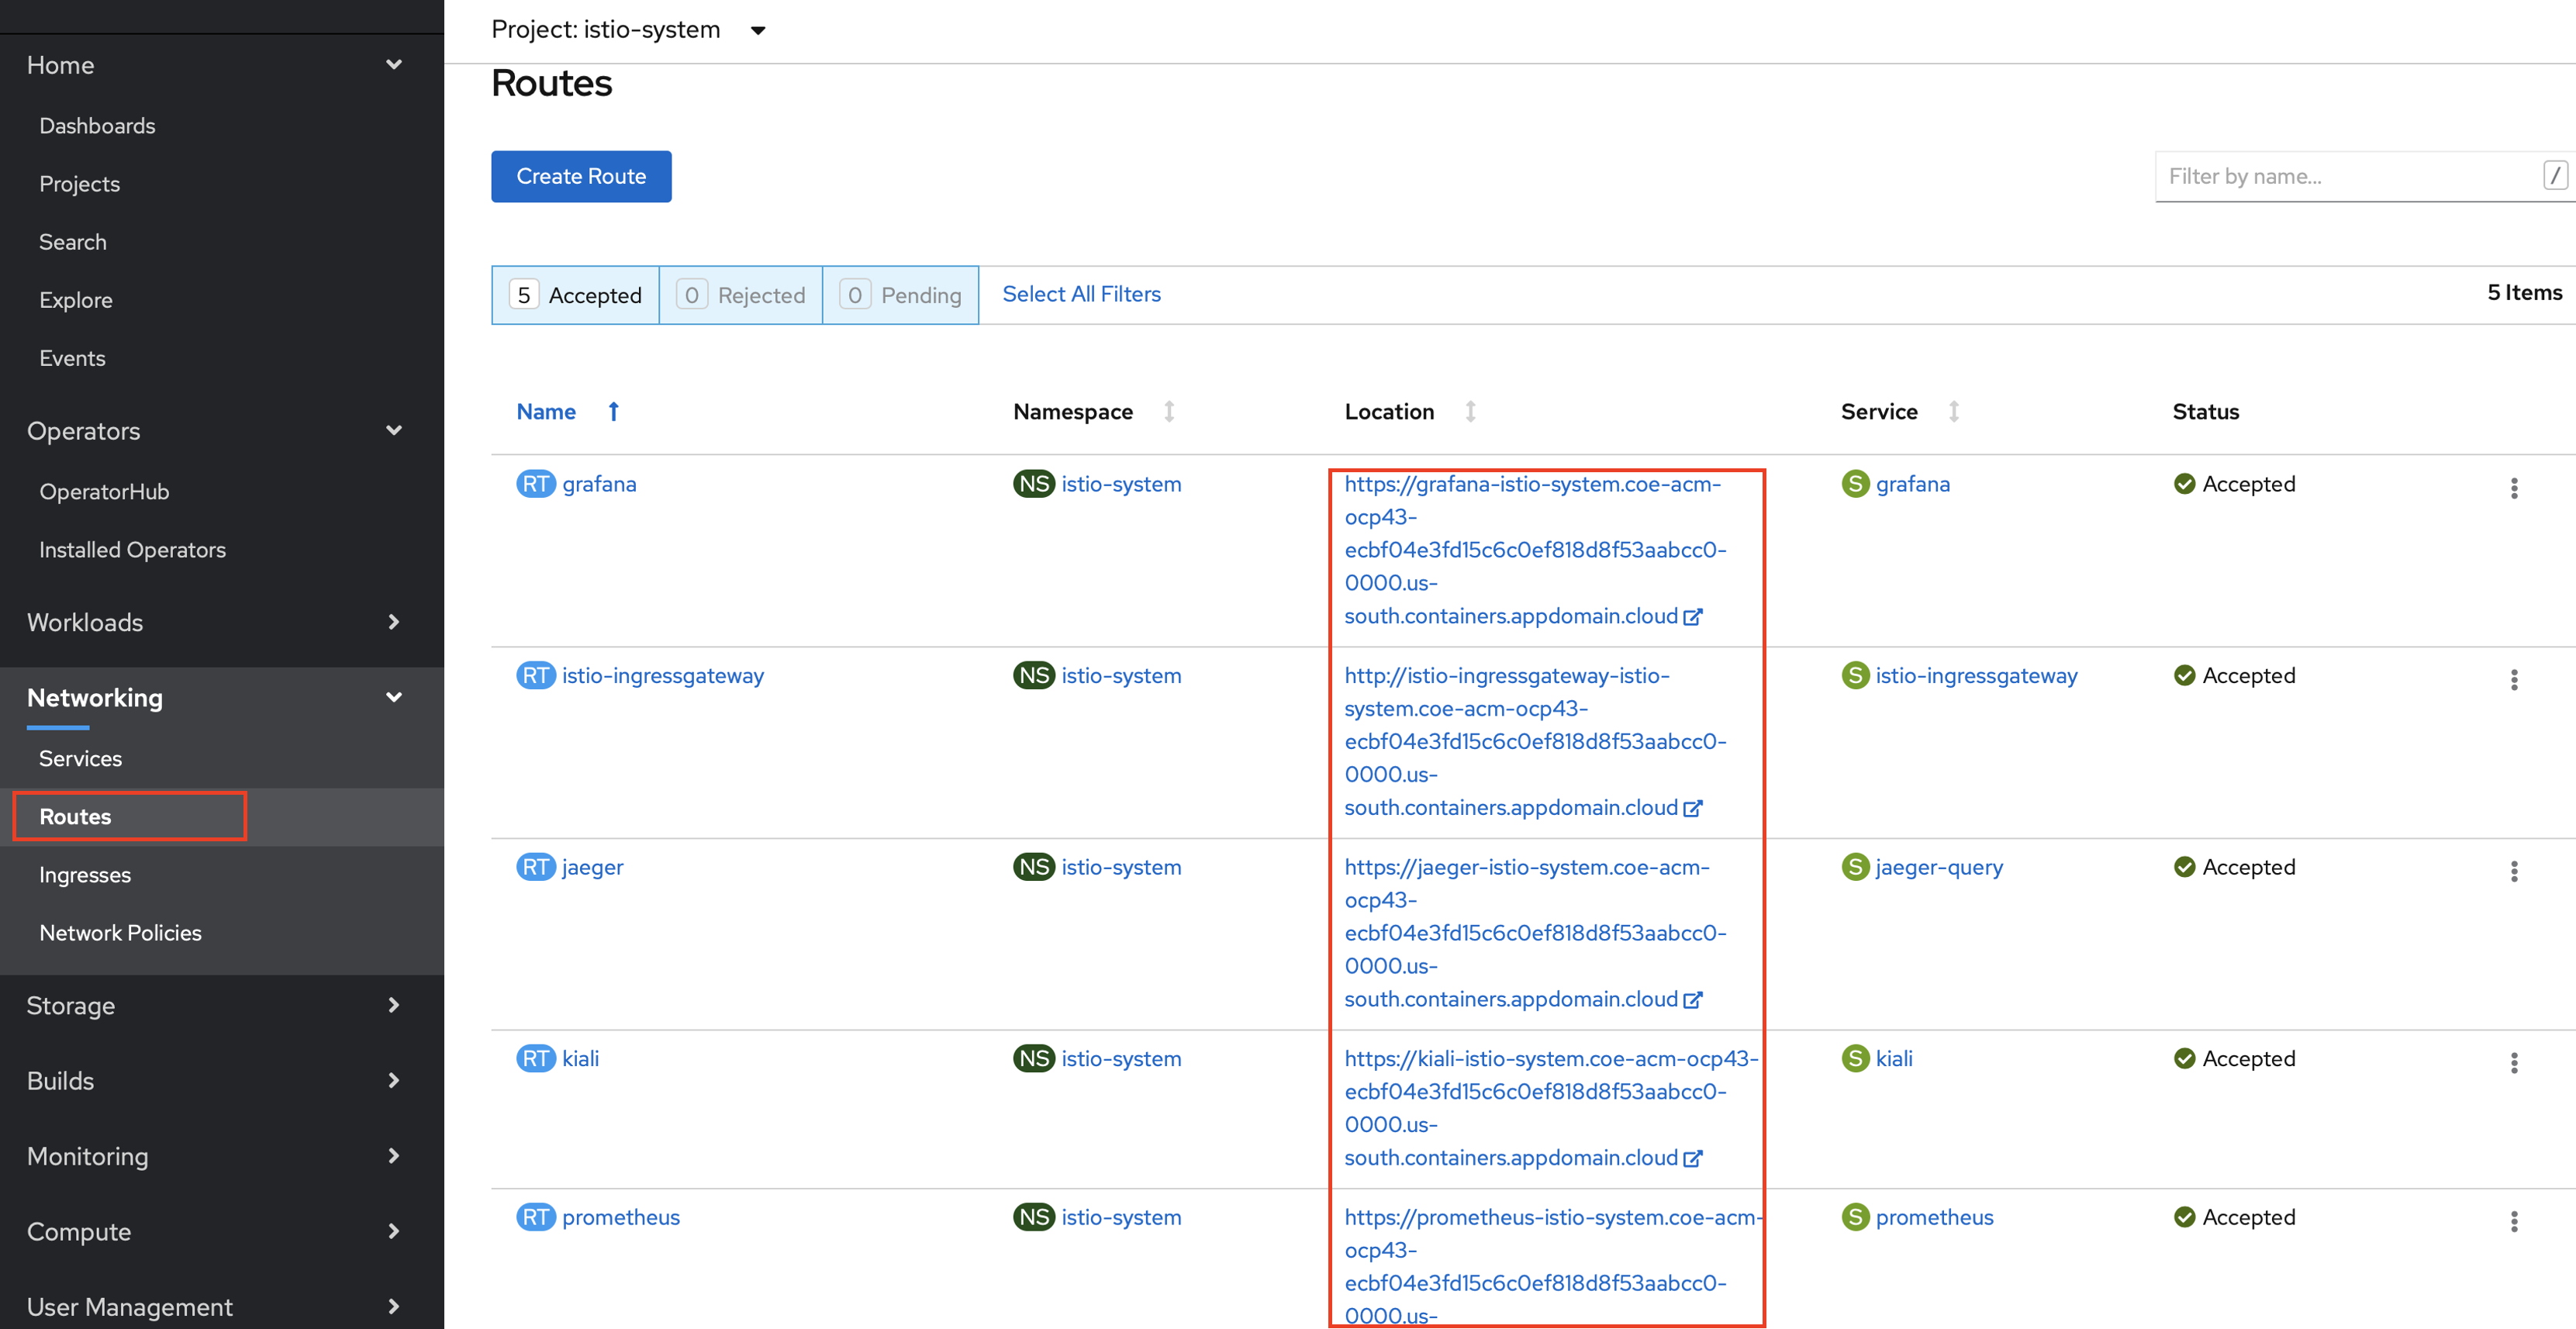 Project: istio-system
Home
Dashboards
Projects
Search
Explore
Events
Operators
OperatorHub
Installed Operators
Workloads
Networking
Services
Routes
Ingresses
Network Policies
Storage
Builds
Monitoring
Compute
User Management
Routes
Create Route
Filter by name...
/
5 Accepted
0 Rejected
0 Pending
Select All Filters
5 Items
Name Namespace Location Service Status
RT grafana
NS istio-system
https://grafana-istio-system.coe-acm-
ocp43-
ecbf04e3fd15c6c0ef818d8f53aabcc0-
0000.us-
south.containers.appdomain.cloud
S grafana
Accepted
RT istio-ingressgateway
NS istio-system
http://istio-ingressgateway-istio-
system.coe-acm-ocp43-
ecbf04e3fd15c6c0ef818d8f53aabcc0-
0000.us-
south.containers.appdomain.cloud
S istio-ingressgateway
Accepted
RT jaeger
NS istio-system
https://jaeger-istio-system.coe-acm-
ocp43-
ecbf04e3fd15c6c0ef818d8f53aabcc0-
0000.us-
south.containers.appdomain.cloud
S jaeger-query
Accepted
RT kiali
NS istio-system
https://kiali-istio-system.coe-acm-ocp43-
ecbf04e3fd15c6c0ef818d8f53aabcc0-
0000.us-
south.containers.appdomain.cloud
S kiali
Accepted
RT prometheus
NS istio-system
https://prometheus-istio-system.coe-acm-
ocp43-
ecbf04e3fd15c6c0ef818d8f53aabcc0-
0000.us-
S prometheus
Accepted